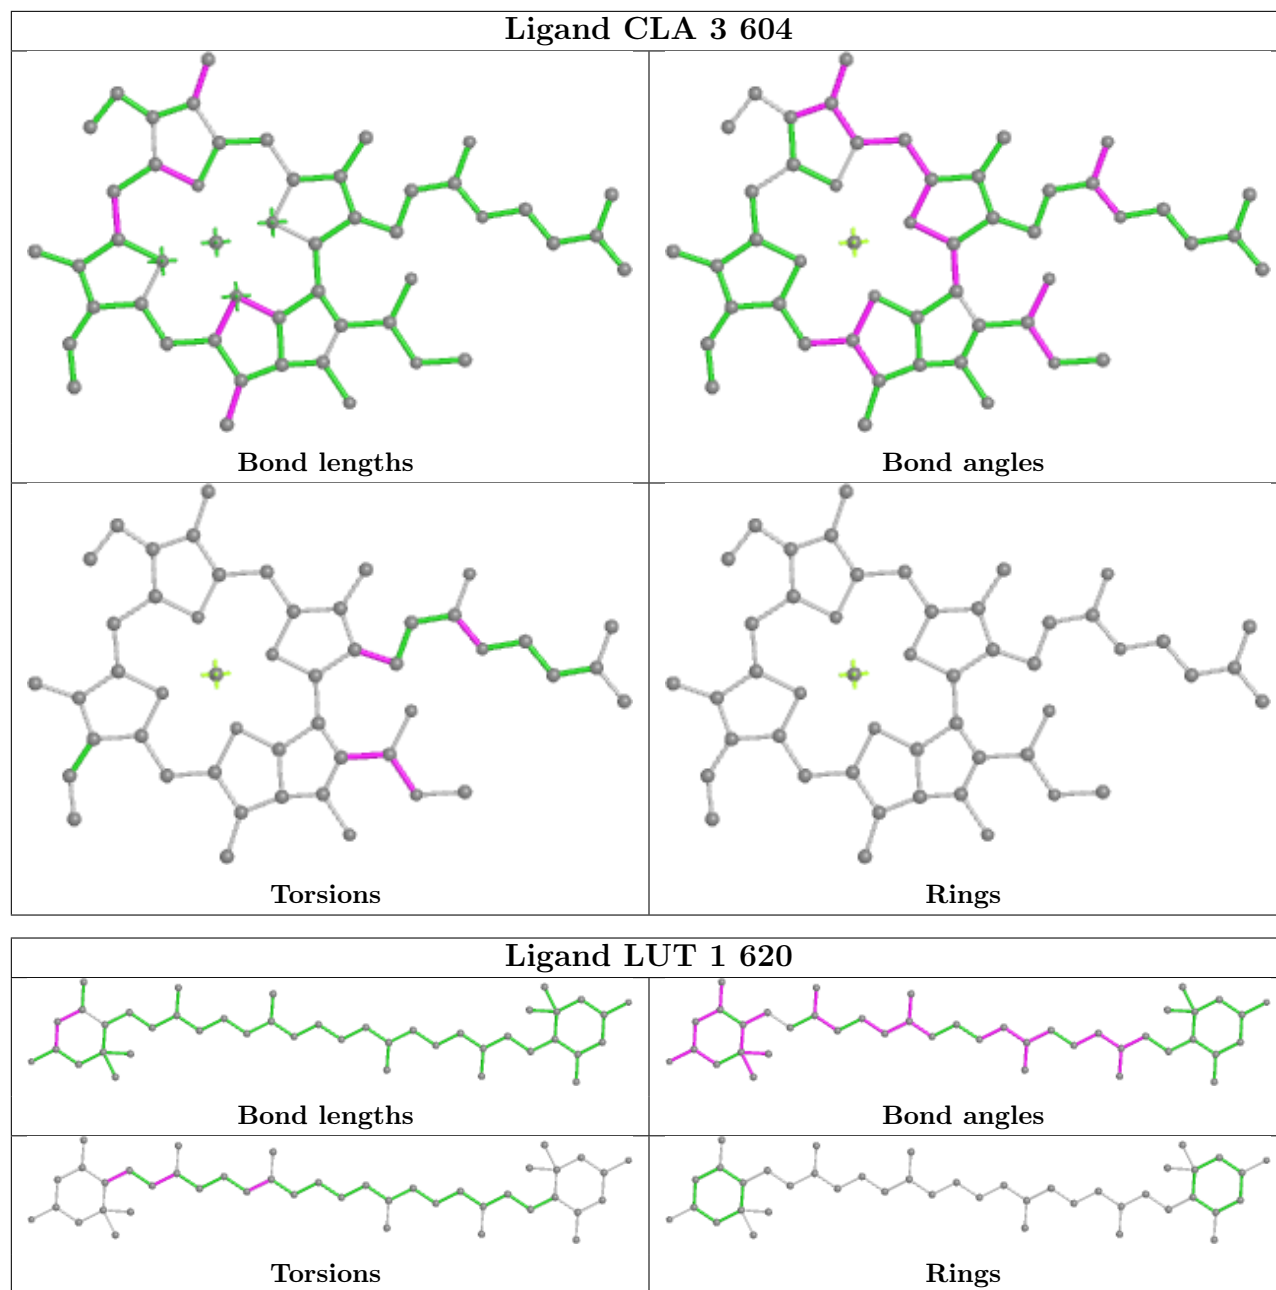 Ligand CLA 3 604
Bond lengths
Bond angles
Torsions
Rings
Ligand LUT 1 620
Bond lengths
Bond angles
Torsions
Rings